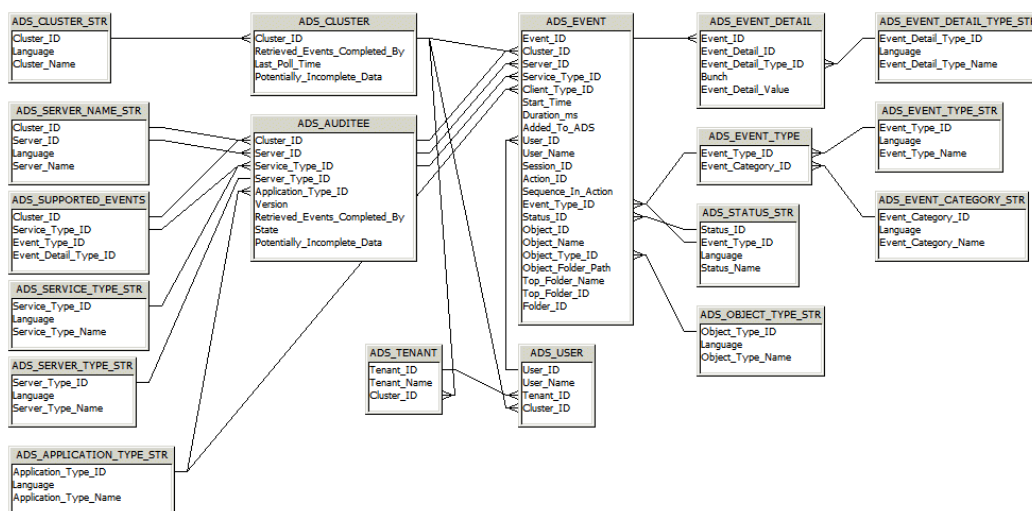 ADS_CLUSTER_STR
Cluster_ID
Language
Cluster_Name
ADS_CLUSTER
Cluster_ID
Retrieved_Events_Completed_By
Last_Poll_Time
Potentially_Incomplete_Data
ADS_EVENT
Event_ID
Cluster_ID
Server_ID
Service_Type_ID
Client_Type_ID
Start_Time
Duration_ms
Added_To_ADS
User_ID
User_Name
Session_ID
Action_ID
Sequence_In_Action
Event_Type_ID
Status_ID
Object_ID
Object_Name
Object_Type_ID
Object_Folder_Path
Top_Folder_Name
Top_Folder_ID
Folder_ID
ADS_EVENT_DETAIL
Event_ID
Event_Detail_ID
Event_Detail_Type_ID
Bunch
Event_Detail_Value
ADS_EVENT_DETAIL_TYPE_STR
Event_Detail_Type_ID
Language
Event_Detail_Type_Name
ADS_SERVER_NAME_STR
Cluster_ID
Server_ID
Language
Server_Name
ADS_AUDITEE
Cluster_ID
Server_ID
Service_Type_ID
Server_Type_ID
Application_Type_ID
Version
Retrieved_Events_Completed_By
State
Potentially_Incomplete_Data
ADS_EVENT_TYPE
Event_Type_ID
Event_Category_ID
ADS_EVENT_TYPE_STR
Event_Type_ID
Language
Event_Type_Name
ADS_SUPPORTED_EVENTS
Cluster_ID
Service_Type_ID
Event_Type_ID
Event_Detail_Type_ID
ADS_STATUS_STR
Status_ID
Event_Type_ID
Language
Status_Name
ADS_EVENT_CATEGORY_STR
Event_Category_ID
Language
Event_Category_Name
ADS_SERVICE_TYPE_STR
Service_Type_ID
Language
Service_Type_Name
ADS_OBJECT_TYPE_STR
Object_Type_ID
Language
Object_Type_Name
ADS_SERVER_TYPE_STR
Server_Type_ID
Language
Server_Type_Name
ADS_TENANT
Tenant_ID
Tenant_Name
Cluster_ID
ADS_USER
User_ID
User_Name
Tenant_ID
Cluster_ID
ADS_APPLICATION_TYPE_STR
Application_Type_ID
Language
Application_Type_Name